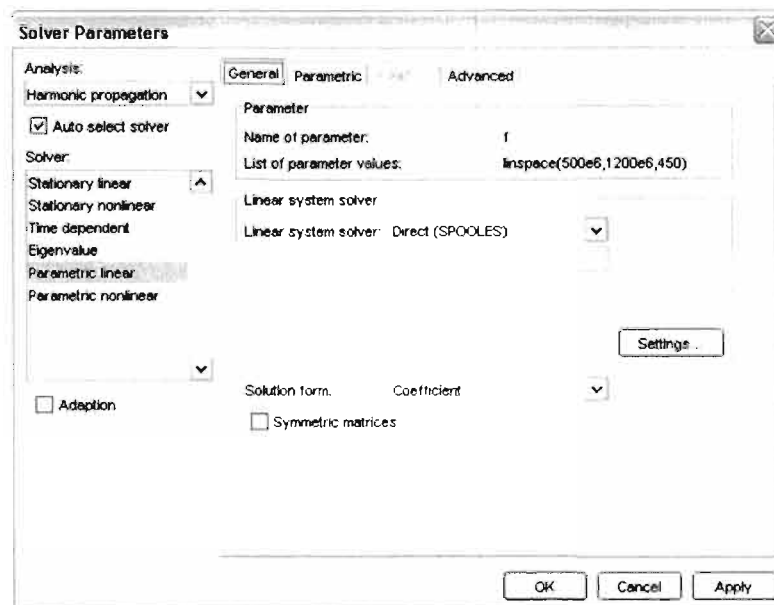 Solver Parameters
Analysis:
Harmonic propagation
Auto select solver
Solver:
Stationary linear
Stationary nonlinear
Time dependent
Eigenvalue
Parametric linear
Parametric nonlinear
Adaption
General Parametric Advanced
Parameter
Name of parameter: f
List of parameter values: linspace(500e6,1200e6,450)
Linear system solver
Linear system solver: Direct (SPOOLES)
Settings .
Solution form. Coefficient
Symmetric matrices
OK Cancel Apply